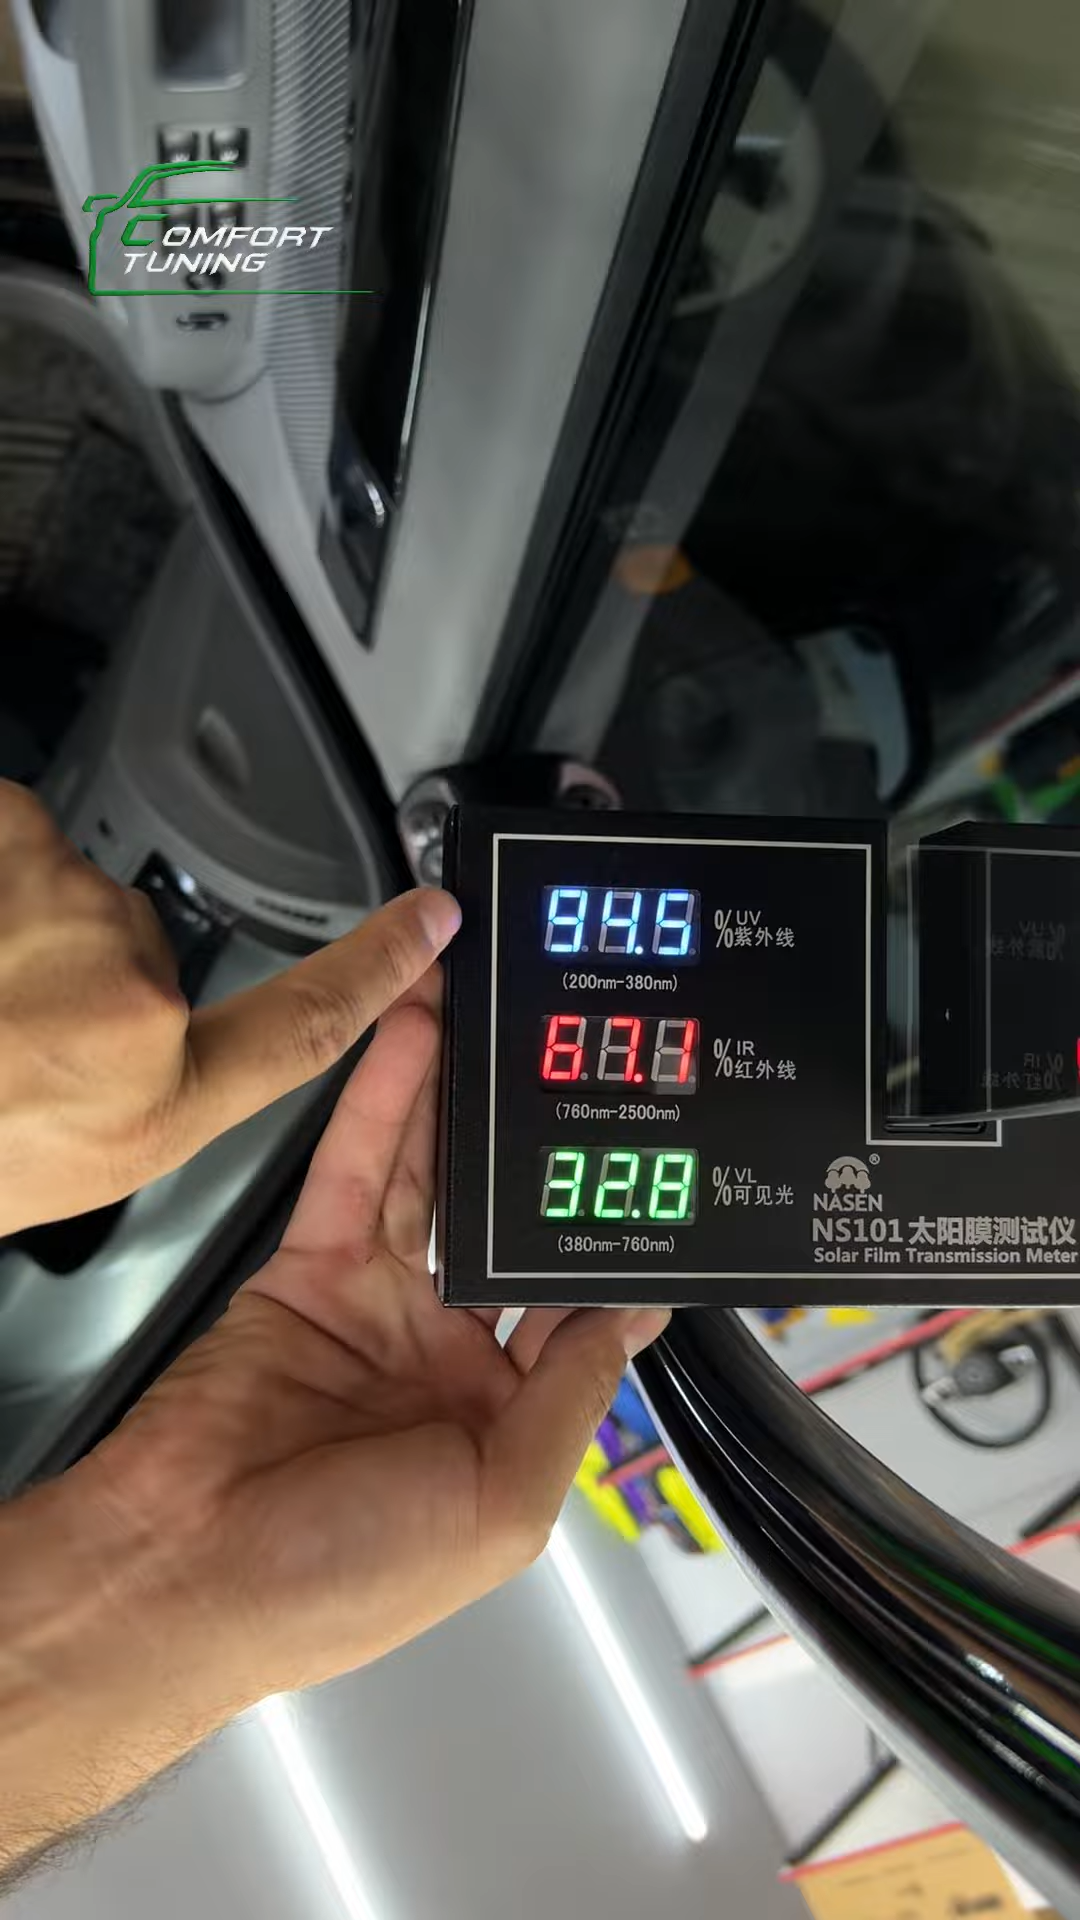 COMFORT
TUNING
94.5 % UV
紫外线
(200nm-380nm)
67.1 % IR
红外线
(760nm-2500nm)
32.8 % VL
可见光
(380nm-760nm)
NASEN®
NS101 太阳膜测试仪
Solar Film Transmission Meter